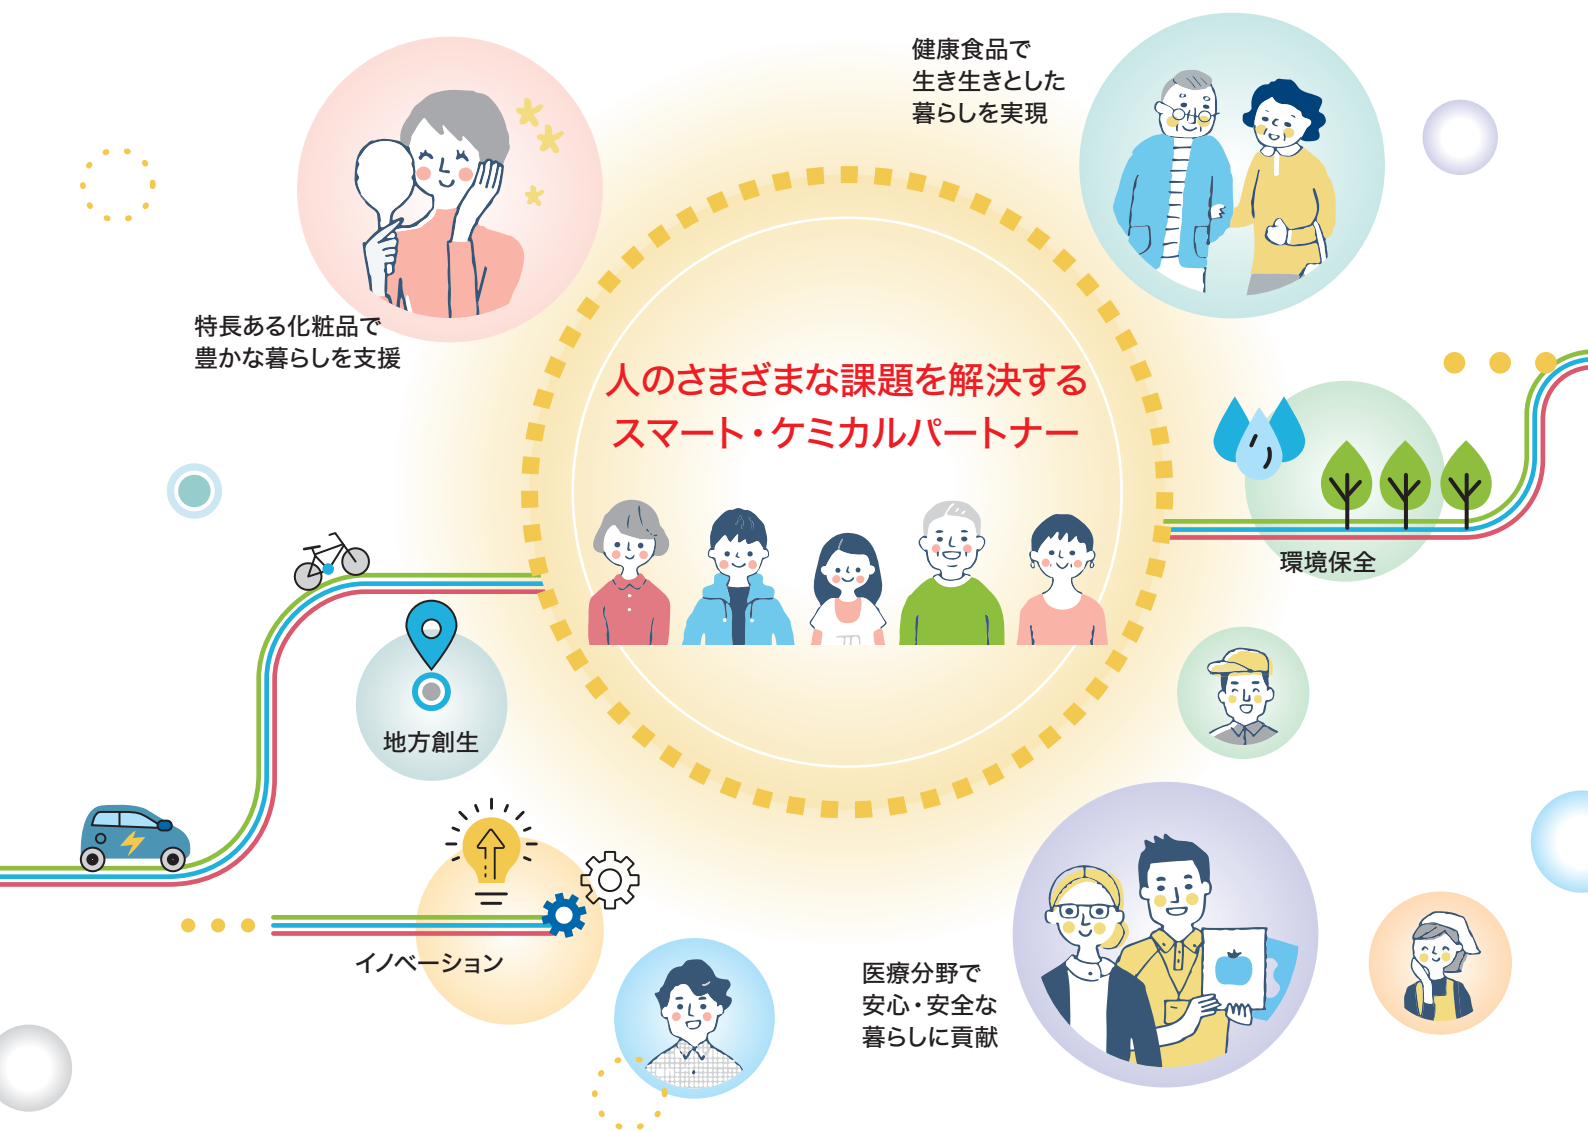 健康食品で
生き生きとした
暮らしを実現
特長ある化粧品で
豊かな暮らしを支援
人のさまざまな課題を解決する
スマート・ケミカルパートナー
環境保全
地方創生
イノベーション
医療分野で
安心・安全な
暮らしに貢献